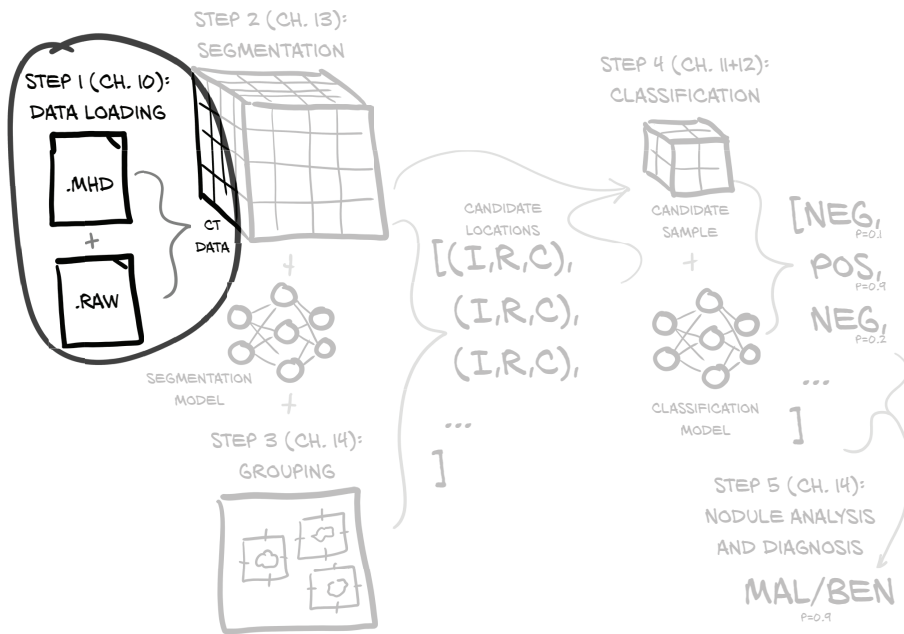 STEP 1 (CH. 10):
DATA LOADING
.MHD
+
.RAW
CT
DATA
STEP 2 (CH. 13):
SEGMENTATION
+
SEGMENTATION
MODEL
+
STEP 3 (CH. 14):
GROUPING
CANDIDATE
LOCATIONS
[(I,R,C),
(I,R,C),
(I,R,C),
...
]
STEP 4 (CH. 11+12):
CLASSIFICATION
CANDIDATE
SAMPLE
+
CLASSIFICATION
MODEL
[NEG,
P=0.1
POS,
P=0.9
NEG,
P=0.2
...
]
STEP 5 (CH. 14):
NODULE ANALYSIS
AND DIAGNOSIS
MAL/BEN
P=0.9